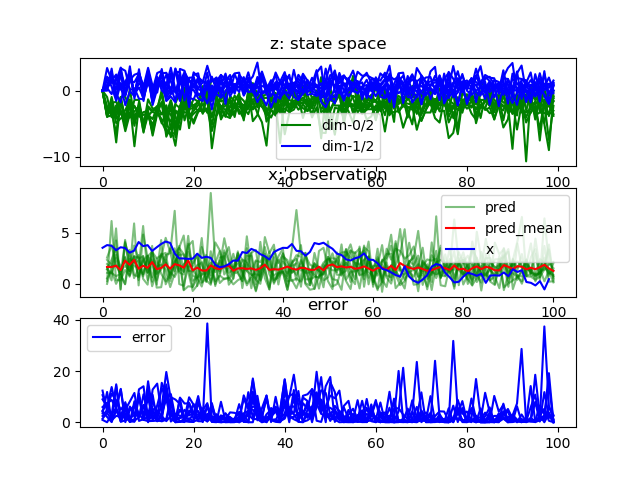 z: state space
0
−10
dim-0/2
dim-1/2
0 20 40 60 80 100
x: observation
5
0
pred
pred_mean
x
0 20 40 60 80 100
error
40
20
0
error
0 20 40 60 80 100